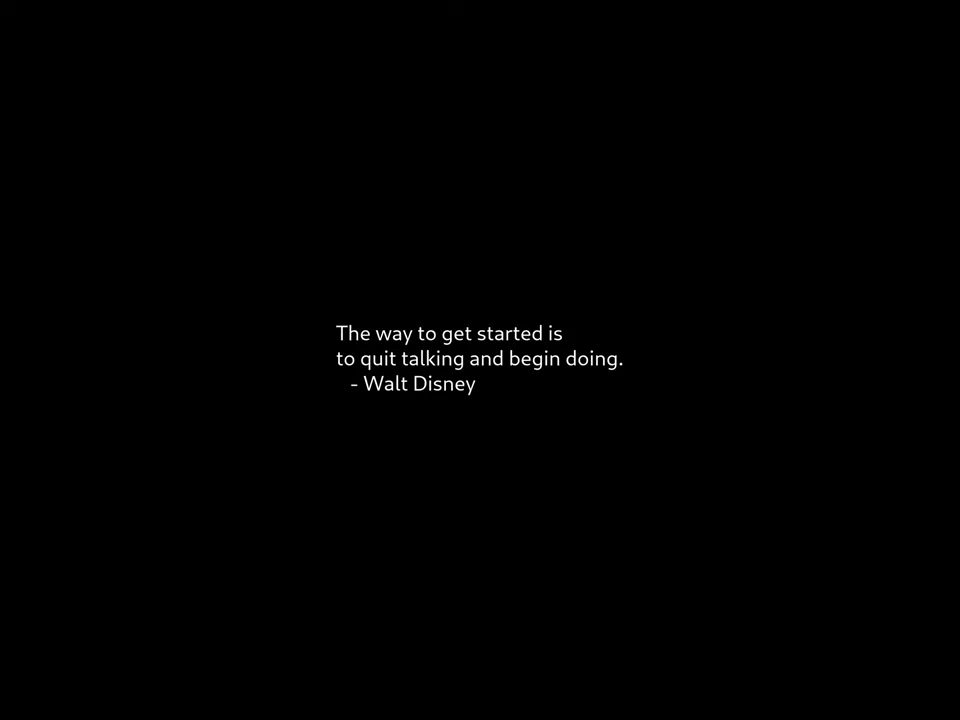 The way to get started is
to quit talking and begin doing.
- Walt Disney